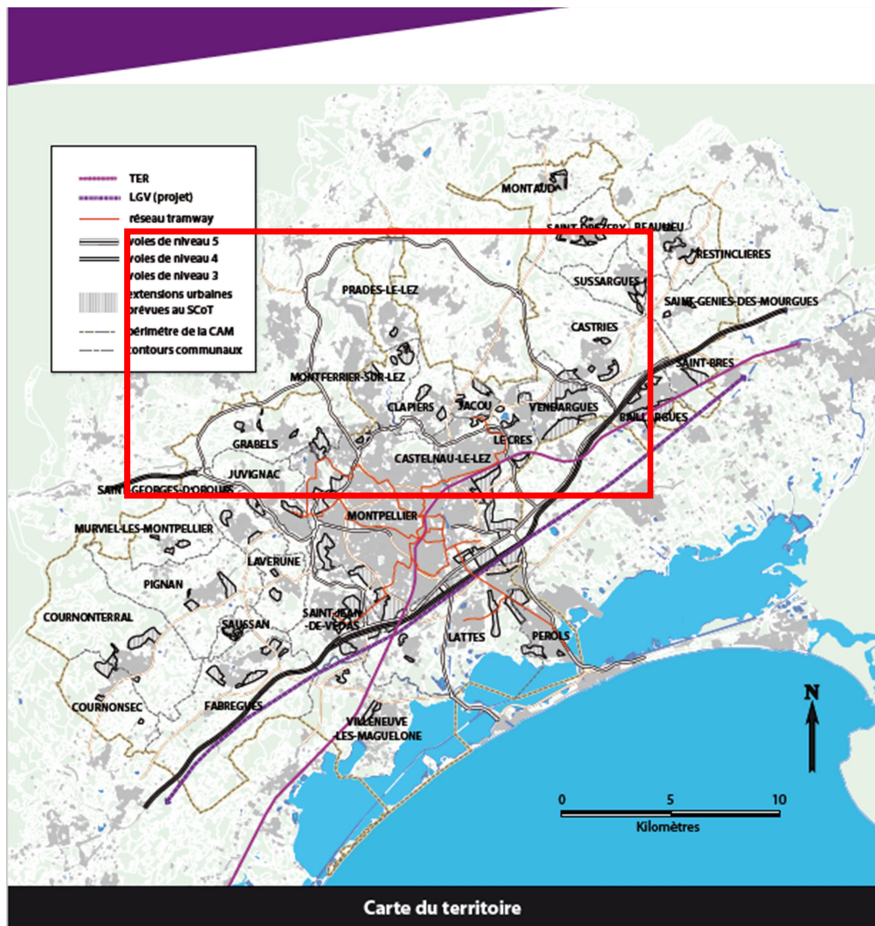 TER
LGV (projet)
réseau tramway
voies de niveau 5
voies de niveau 4
voies de niveau 3
extensions urbaines
prévues au SCoT
périmètre de la CAM
contours communaux
MONTAUD
SAINT-DREZERY
BEAULIEU
RESTINCLIERES
PRADES-LE-LEZ
SUSSARGUES
SAINT-GENIES-DES-MOURGUES
CASTRIES
SAINT-BRES
MONTFERRIER-SUR-LEZ
CLAPIERS
JACOU
VENDARGUES
BAILLARGUES
GRABELS
LE CRES
CASTELNAU-LE-LEZ
JUVIGNAC
SAINT-GEORGES-D'ORQUES
MONTPELLIER
MURVIEL-LES-MONTPELLIER
LAVERUNE
PIGNAN
COURNONTERRAL
SAUSSAN
SAINT-JEAN
-DE-VEDAS
LATTES
PEROLS
COURNONSEC
FABREGUES
VILLENEUVE
-LES-MAGUELONE
N
0
5
10
Kilomètres
Carte du territoire